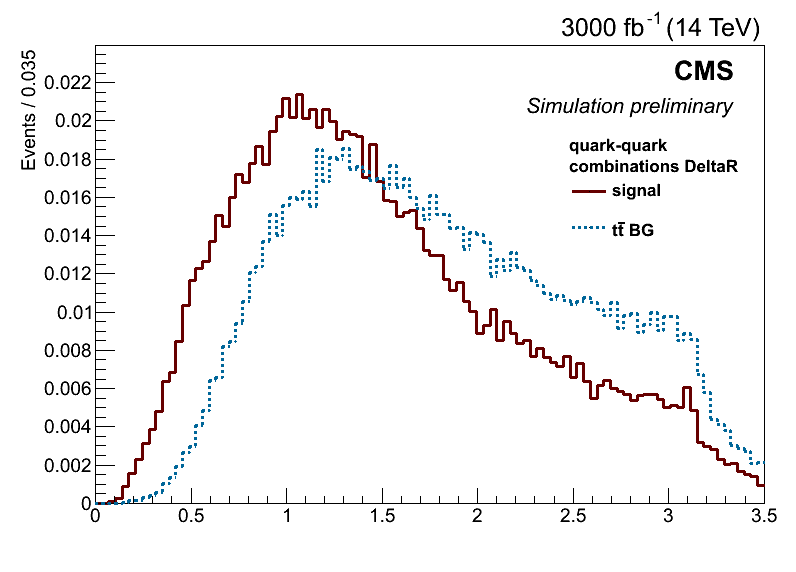 3000 fb⁻¹ (14 TeV)
CMS
Simulation preliminary
quark-quark
combinations DeltaR
signal
tt̄ BG
Events / 0.035
0.022
0.02
0.018
0.016
0.014
0.012
0.01
0.008
0.006
0.004
0.002
0
0 0.5 1 1.5 2 2.5 3 3.5